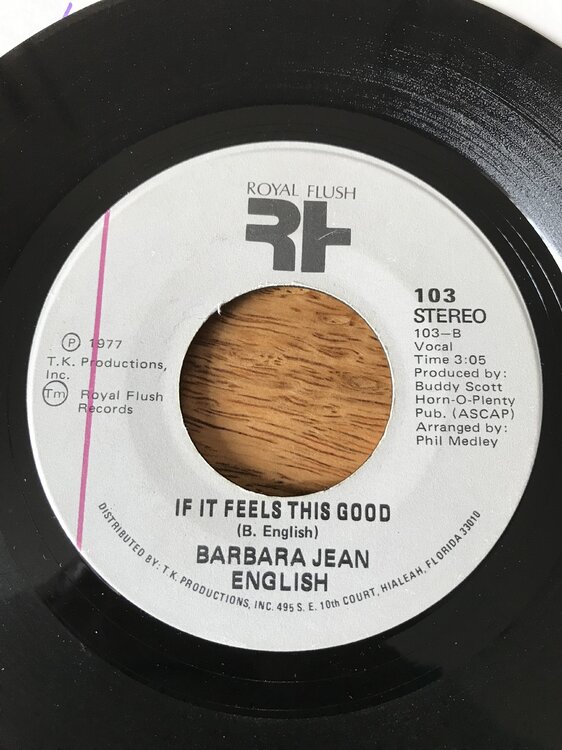 ROYAL FLUSH
103
STEREO
103-B
Vocal
Time 3:05
Produced by:
Buddy Scott
Horn-O-Plenty
Pub. (ASCAP)
Arranged by:
Phil Medley
Ⓟ 1977
T.K. Productions,
Inc.
Tm Royal Flush
Records
IF IT FEELS THIS GOOD
(B. English)
BARBARA JEAN
ENGLISH
DISTRIBUTED BY: T.K. PRODUCTIONS, INC. 495 S. E. 10th COURT, HIALEAH, FLORIDA 33010